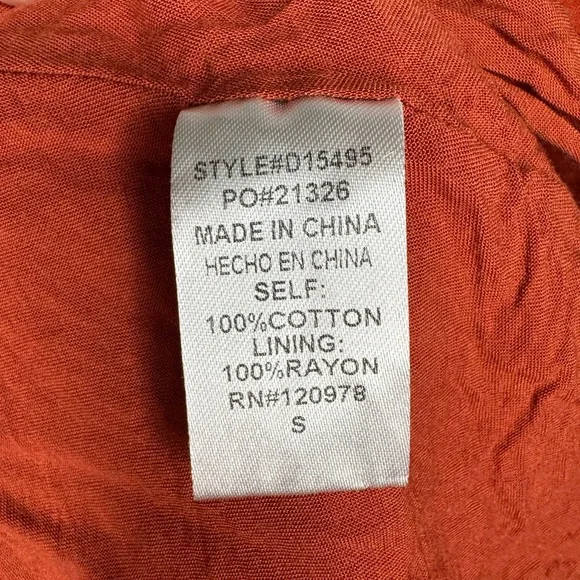 STYLE#D15495
PO#21326
MADE IN CHINA
HECHO EN CHINA
SELF:
100%COTTON
LINING:
100%RAYON
RN#120978
S